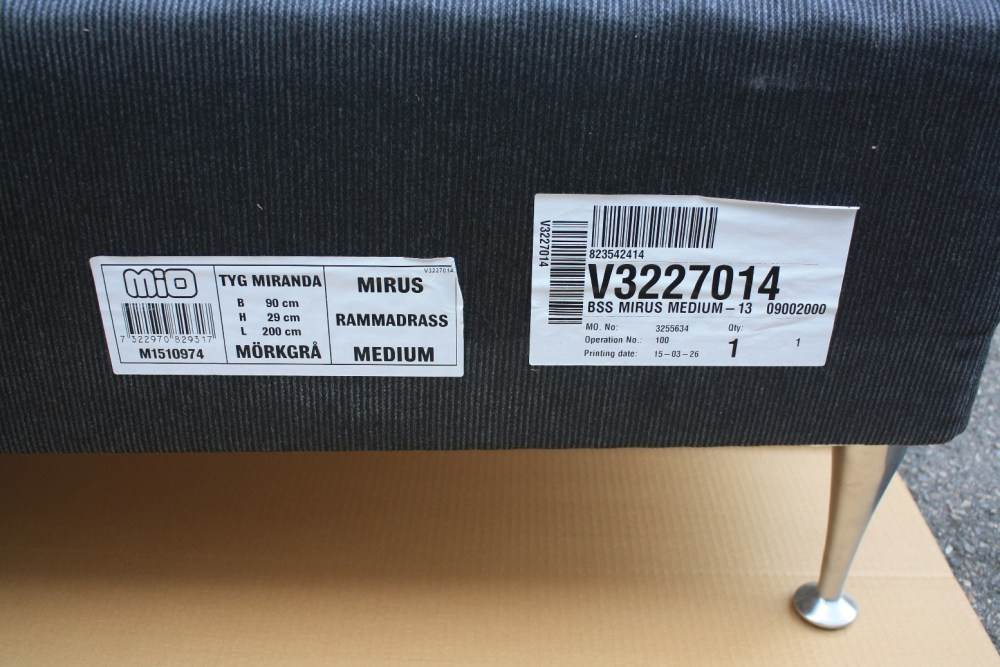 V3227014
MiO
7 322970 829317
M1510974
TYG MIRANDA
B 90 cm
H 29 cm
L 200 cm
MÖRKGRÅ
MIRUS
RAMMADRASS
MEDIUM
V3227014
823542414
V3227014
BSS MIRUS MEDIUM – 13 09002000
MO. No: 3255634 Qty:
Operation No.: 100 1 1
Printing date: 15–03–26